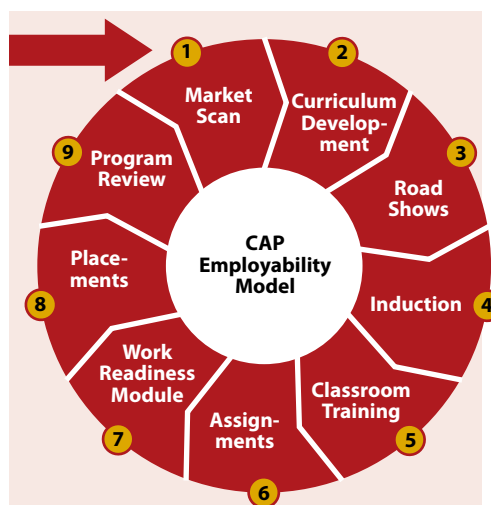 1
Market
Scan
2
Curriculum
Develop-
ment
3
Road
Shows
4
Induction
5
Classroom
Training
6
Assign-
ments
7
Work
Readiness
Module
8
Place-
ments
9
Program
Review
CAP
Employability
Model